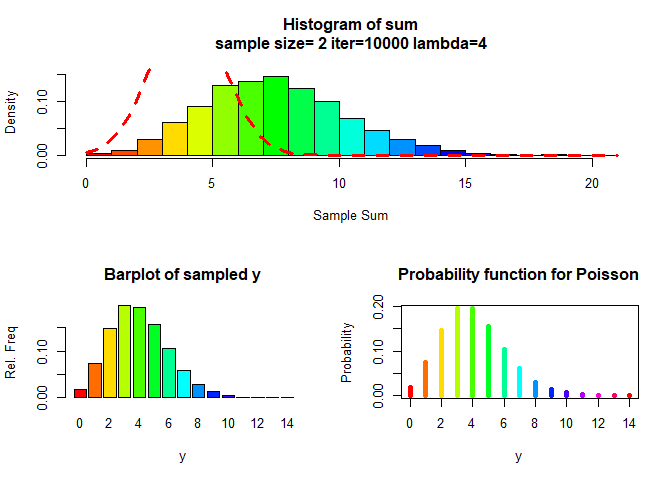 Histogram of sum
sample size= 2 iter=10000 lambda=4
Density
0.00 0.10
0 5 10 15 20
Sample Sum
Barplot of sampled y
Rel. Freq
0.00 0.10
0 2 4 6 8 10 12 14
y
Probability function for Poisson
Probability
0.00 0.10 0.20
0 2 4 6 8 10 12 14
y